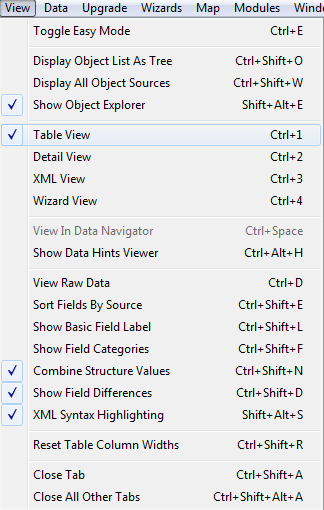 View Data Upgrade Wizards Map Modules Window
Toggle Easy Mode Ctrl+E
Display Object List As Tree Ctrl+Shift+O
Display All Object Sources Ctrl+Shift+W
Show Object Explorer Shift+Alt+E
Table View Ctrl+1
Detail View Ctrl+2
XML View Ctrl+3
Wizard View Ctrl+4
View In Data Navigator Ctrl+Space
Show Data Hints Viewer Ctrl+Alt+H
View Raw Data Ctrl+D
Sort Fields By Source Ctrl+Shift+E
Show Basic Field Label Ctrl+Shift+L
Show Field Categories Ctrl+Shift+F
Combine Structure Values Ctrl+Shift+N
Show Field Differences Ctrl+Shift+D
XML Syntax Highlighting Shift+Alt+S
Reset Table Column Widths Ctrl+Shift+R
Close Tab Ctrl+Shift+A
Close All Other Tabs Ctrl+Shift+Alt+A